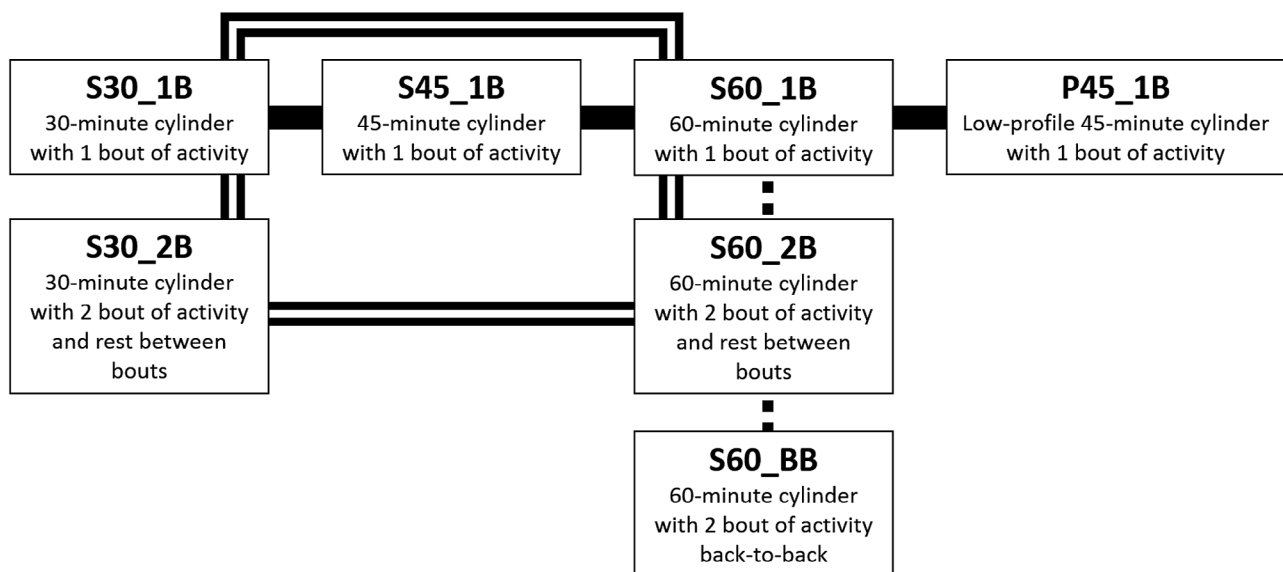 S30_1B
30-minute cylinder
with 1 bout of activity
S45_1B
45-minute cylinder
with 1 bout of activity
S60_1B
60-minute cylinder
with 1 bout of activity
P45_1B
Low-profile 45-minute cylinder
with 1 bout of activity
S30_2B
30-minute cylinder
with 2 bout of activity
and rest between
bouts
S60_2B
60-minute cylinder
with 2 bout of activity
and rest between
bouts
S60_BB
60-minute cylinder
with 2 bout of activity
back-to-back